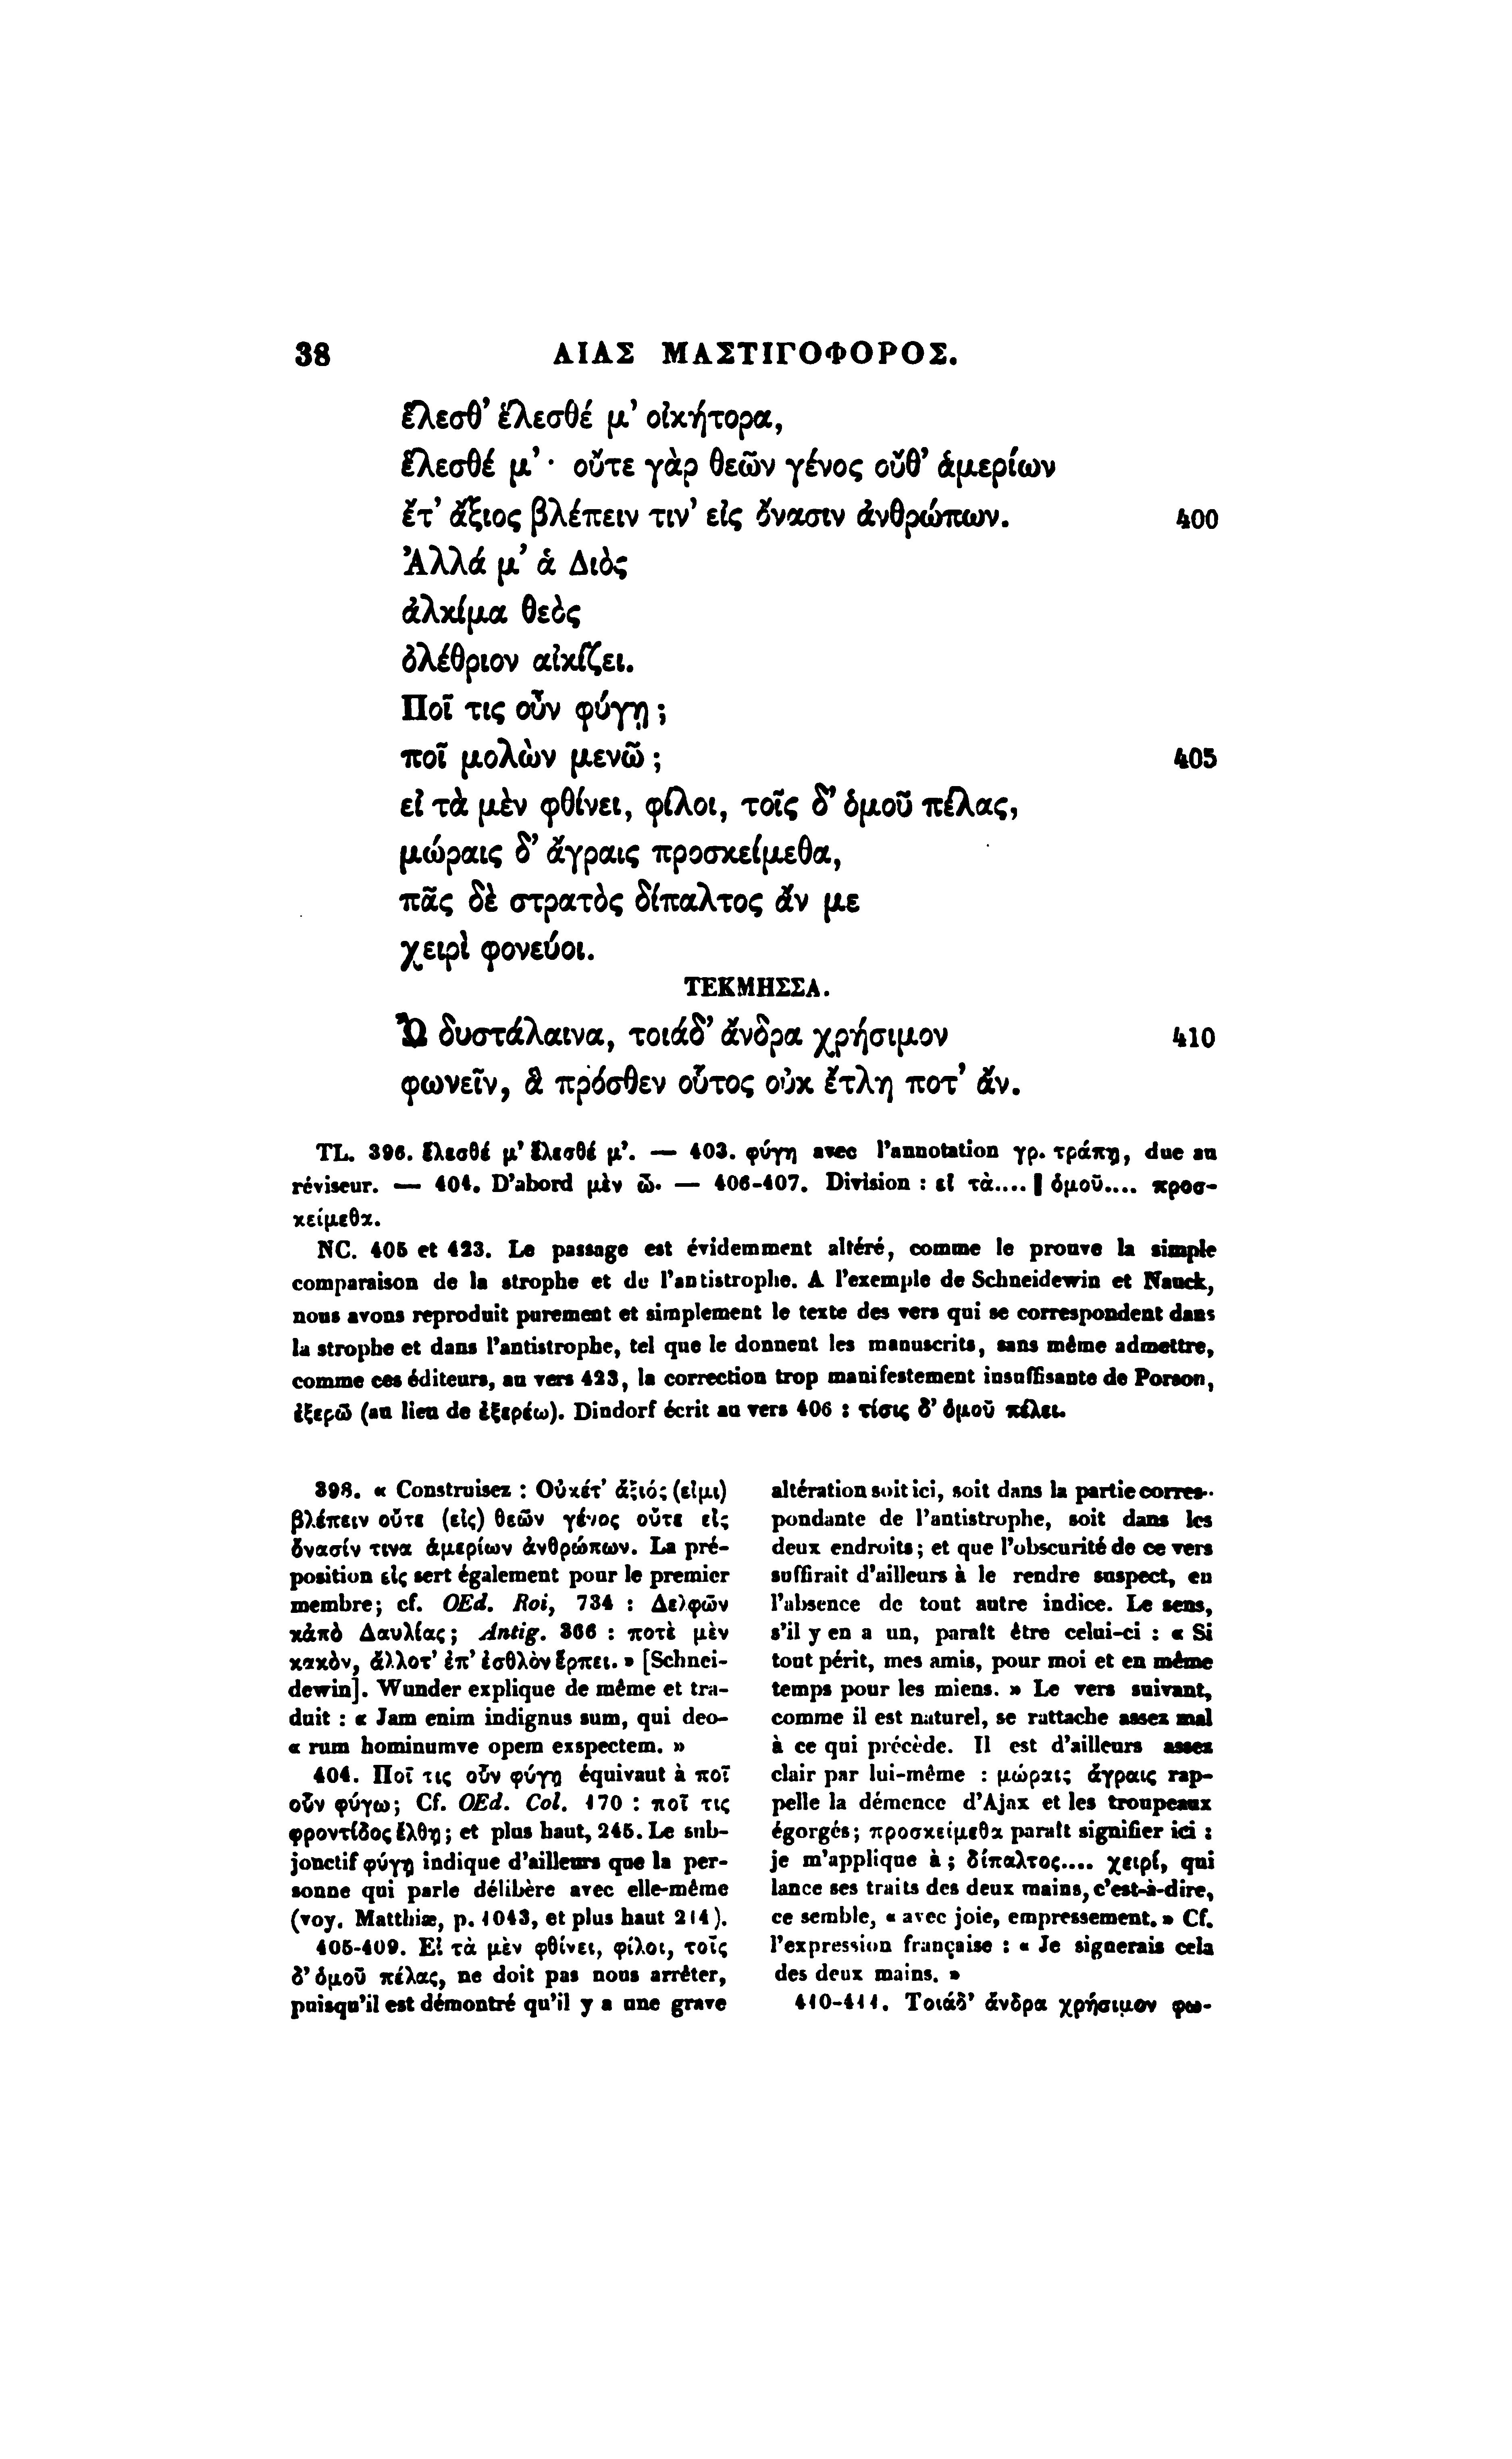 38
ΑΙΑΣ ΜΑΣΤΙΓΟΦΟΡΟΣ.
ἕλεσθ’ ἕλεσθέ μ’ οἰκήτορα,
ἕλεσθέ μ’ · οὔτε γὰρ θεῶν γένος οὔθ’ ἁμερίων
ἔτ’ ἄξιος βλέπειν τιν’ εἰς ὄνασιν ἀνθρώπων. 400
Ἀλλά μ’ ἁ Διὸς
ἀλκίμα θεὸς
ὀλέθριον αἰκίζει.
Ποῖ τις οὖν φύγῃ ;
ποῖ μολὼν μενῶ ; 405
εἰ τὰ μὲν φθίνει, φίλοι, τοῖς δ’ ὁμοῦ πέλας,
μώραις δ’ ἄγραις προσκείμεθα,
πᾶς δὲ στρατὸς δίπαλτος ἄν με
χειρὶ φονεύοι.
ΤΕΚΜΗΣΣΑ.
Ὢ δυστάλαινα, τοιάδ’ ἄνδρα χρήσιμον 410
φωνεῖν, ἃ πρόσθεν οὗτος οὐκ ἔτλη ποτ’ ἄν.
TL. 396. ἕλεσθέ μ’ ἕλεσθέ μ’. — 403. φύγη avec l’annotation γρ. τράπῃ, due au
réviseur. — 404. D’abord μὲν ῶ. — 406-407. Division : εἰ τὰ.... | ὁμοῦ.... προσ-
κείμεθα.
NC. 405 et 423. Le passage est évidemment altéré, comme le prouve la simple
comparaison de la strophe et de l’antistrophe. A l’exemple de Schneidewin et Nauck,
nous avons reproduit purement et simplement le texte des vers qui se correspondent dans
la strophe et dans l’antistrophe, tel que le donnent les manuscrits, sans même admettre,
comme ces éditeurs, au vers 423, la correction trop manifestement insuffisante de Porson,
ἐξερῶ (au lieu de ἐξερέω). Dindorf écrit au vers 406 : τίσις δ’ ὁμοῦ πέλει.
398. « Construisez : Οὐκέτ’ ἄξιός (εἰμι)
βλέπειν οὔτε (εἰς) θεῶν γένος οὔτε εἰς
ὄνασίν τινα ἁμερίων ἀνθρώπων. La pré-
position εἰς sert également pour le premier
membre; cf. OEd. Roi, 734 : Δελφῶν
κἀπὸ Δαυλίας; Antig. 366 : ποτὲ μὲν
κακὸν, ἄλλοτ’ ἐπ’ ἐσθλὸν ἕρπει. » [Schnei-
dewin]. Wunder explique de même et tra-
duit : « Jam enim indignus sum, qui deo-
« rum hominumve opem exspectem. »
404. Ποῖ τις οὖν φύγῃ équivaut à ποῖ
οὖν φύγω; Cf. OEd. Col. 170 : ποῖ τις
φροντίδος ἔλθῃ; et plus haut, 245. Le sub-
jonctif φύγῃ indique d’ailleurs que la per-
sonne qui parle délibère avec elle-même
(voy. Matthiæ, p. 1043, et plus haut 214).
405-409. Εἰ τὰ μὲν φθίνει, φίλοι, τοῖς
δ’ ὁμοῦ πέλας, ne doit pas nous arrêter,
puisqu’il est démontré qu’il y a une grave
altération soit ici, soit dans la partie corres-
pondante de l’antistrophe, soit dans les
deux endroits; et que l’obscurité de ce vers
suffirait d’ailleurs à le rendre suspect, en
l’absence de tout autre indice. Le sens,
s’il y en a un, paraît être celui-ci : « Si
tout périt, mes amis, pour moi et en même
temps pour les miens. » Le vers suivant,
comme il est naturel, se rattache assez mal
à ce qui précède. Il est d’ailleurs assez
clair par lui-même : μώραις ἄγραις rap-
pelle la démence d’Ajax et les troupeaux
égorgés; προσκείμεθα paraît signifier ici :
je m’applique à; δίπαλτος.... χειρί, qui
lance ses traits des deux mains, c’est-à-dire,
ce semble, « avec joie, empressement. » Cf.
l’expression française : « Je signerais cela
des deux mains. »
410-411. Τοιάδ’ ἄνδρα χρήσιμον φω-